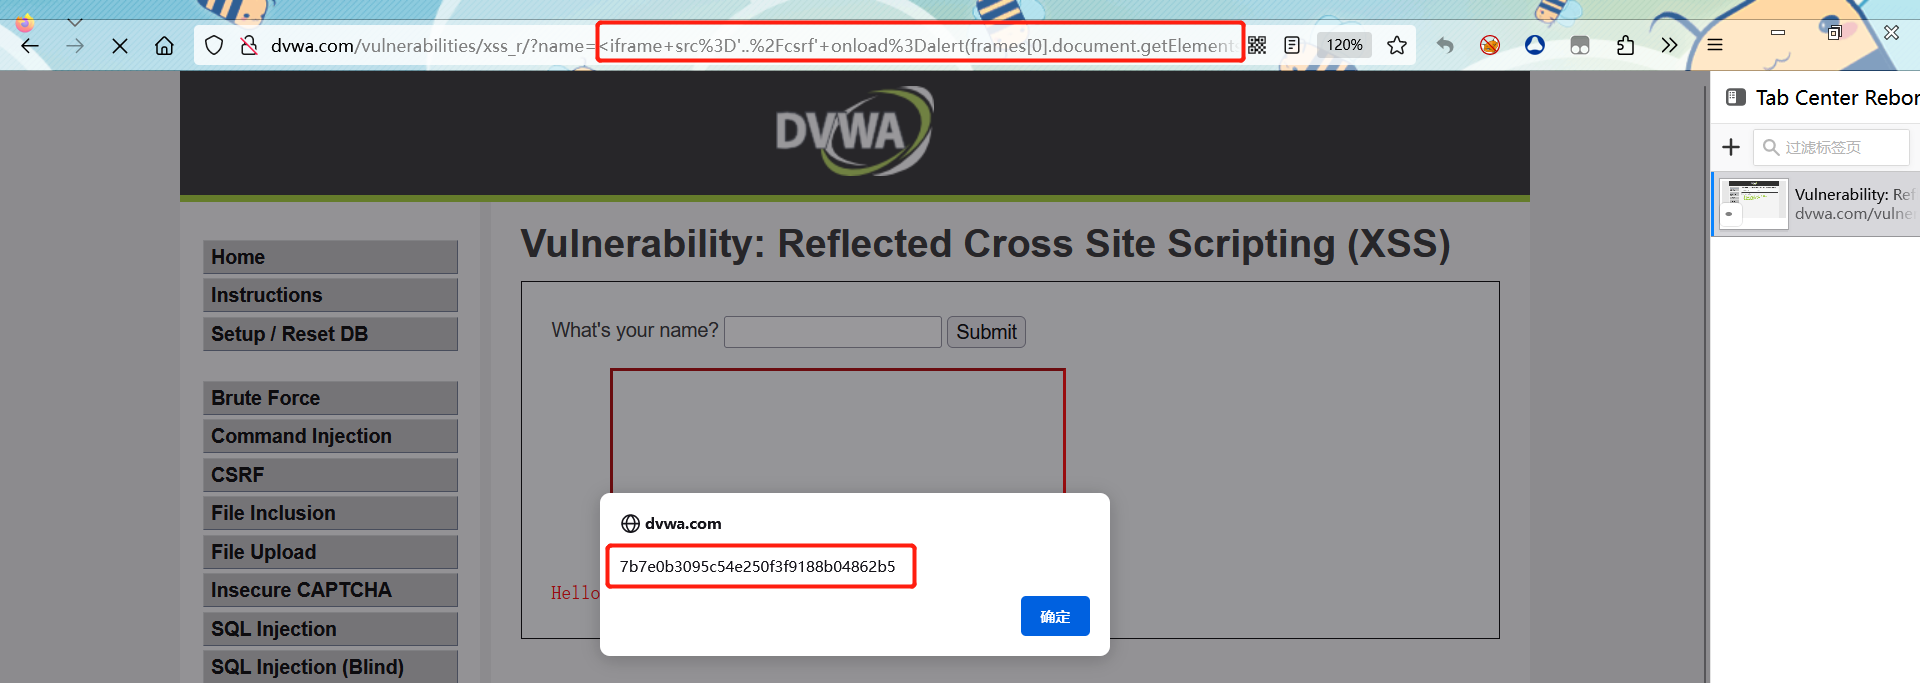 dvwa.com/vulnerabilities/xss_r/?name=<iframe+src%3D'..%2Fcsrf'+onload%3Dalert(frames[0].document.getElement
120%
Tab Center Rebor
过滤标签页
Vulnerability: Ref
dvwa.com/vulne
DVWA
Home
Instructions
Setup / Reset DB
Brute Force
Command Injection
CSRF
File Inclusion
File Upload
Insecure CAPTCHA
SQL Injection
SQL Injection (Blind)
Vulnerability: Reflected Cross Site Scripting (XSS)
What's your name?
Submit
Hello
dvwa.com
7b7e0b3095c54e250f3f9188b04862b5
确定